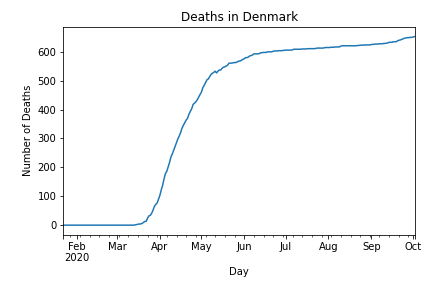 Deaths in Denmark
Number of Deaths
600
500
400
300
200
100
0
Feb Mar Apr May Jun Jul Aug Sep Oct
2020
Day